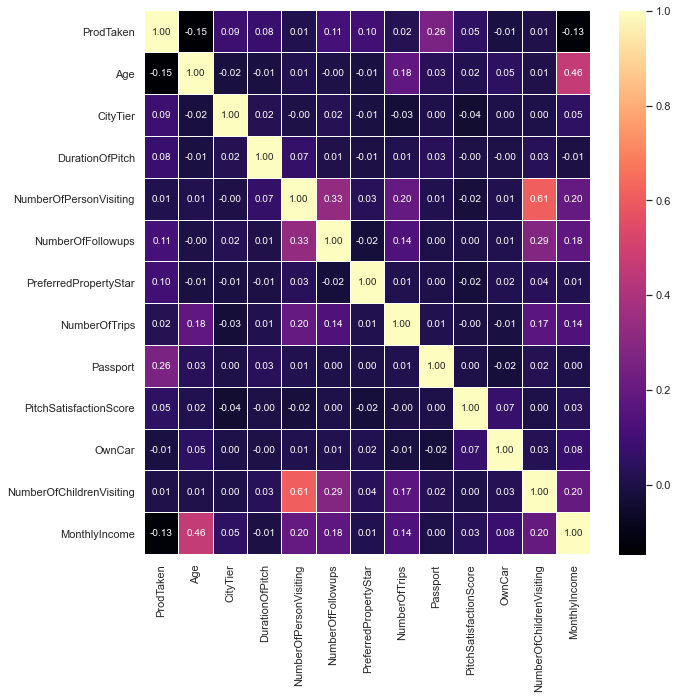 ProdTaken 1.00 -0.15 0.09 0.08 0.01 0.11 0.10 0.02 0.26 0.05 -0.01 0.01 -0.13
Age -0.15 1.00 -0.02 -0.01 0.01 -0.00 -0.01 0.18 0.03 0.02 0.05 0.01 0.46
CityTier 0.09 -0.02 1.00 0.02 -0.00 0.02 -0.01 -0.03 0.00 -0.04 0.00 0.00 0.05
DurationOfPitch 0.08 -0.01 0.02 1.00 0.07 0.01 -0.01 0.01 0.03 -0.00 -0.00 0.03 -0.01
NumberOfPersonVisiting 0.01 0.01 -0.00 0.07 1.00 0.33 0.03 0.20 0.01 -0.02 0.01 0.61 0.20
NumberOfFollowups 0.11 -0.00 0.02 0.01 0.33 1.00 -0.02 0.14 0.00 0.00 0.01 0.29 0.18
PreferredPropertyStar 0.10 -0.01 -0.01 -0.01 0.03 -0.02 1.00 0.01 0.00 -0.02 0.02 0.04 0.01
NumberOfTrips 0.02 0.18 -0.03 0.01 0.20 0.14 0.01 1.00 0.01 -0.00 -0.01 0.17 0.14
Passport 0.26 0.03 0.00 0.03 0.01 0.00 0.00 0.01 1.00 0.00 -0.02 0.02 0.00
PitchSatisfactionScore 0.05 0.02 -0.04 -0.00 -0.02 0.00 -0.02 -0.00 0.00 1.00 0.07 0.00 0.03
OwnCar -0.01 0.05 0.00 -0.00 0.01 0.01 0.02 -0.01 -0.02 0.07 1.00 0.03 0.08
NumberOfChildrenVisiting 0.01 0.01 0.00 0.03 0.61 0.29 0.04 0.17 0.02 0.00 0.03 1.00 0.20
MonthlyIncome -0.13 0.46 0.05 -0.01 0.20 0.18 0.01 0.14 0.00 0.03 0.08 0.20 1.00
ProdTaken
Age
CityTier
DurationOfPitch
NumberOfPersonVisiting
NumberOfFollowups
PreferredPropertyStar
NumberOfTrips
Passport
PitchSatisfactionScore
OwnCar
NumberOfChildrenVisiting
MonthlyIncome
1.0
0.8
0.6
0.4
0.2
0.0